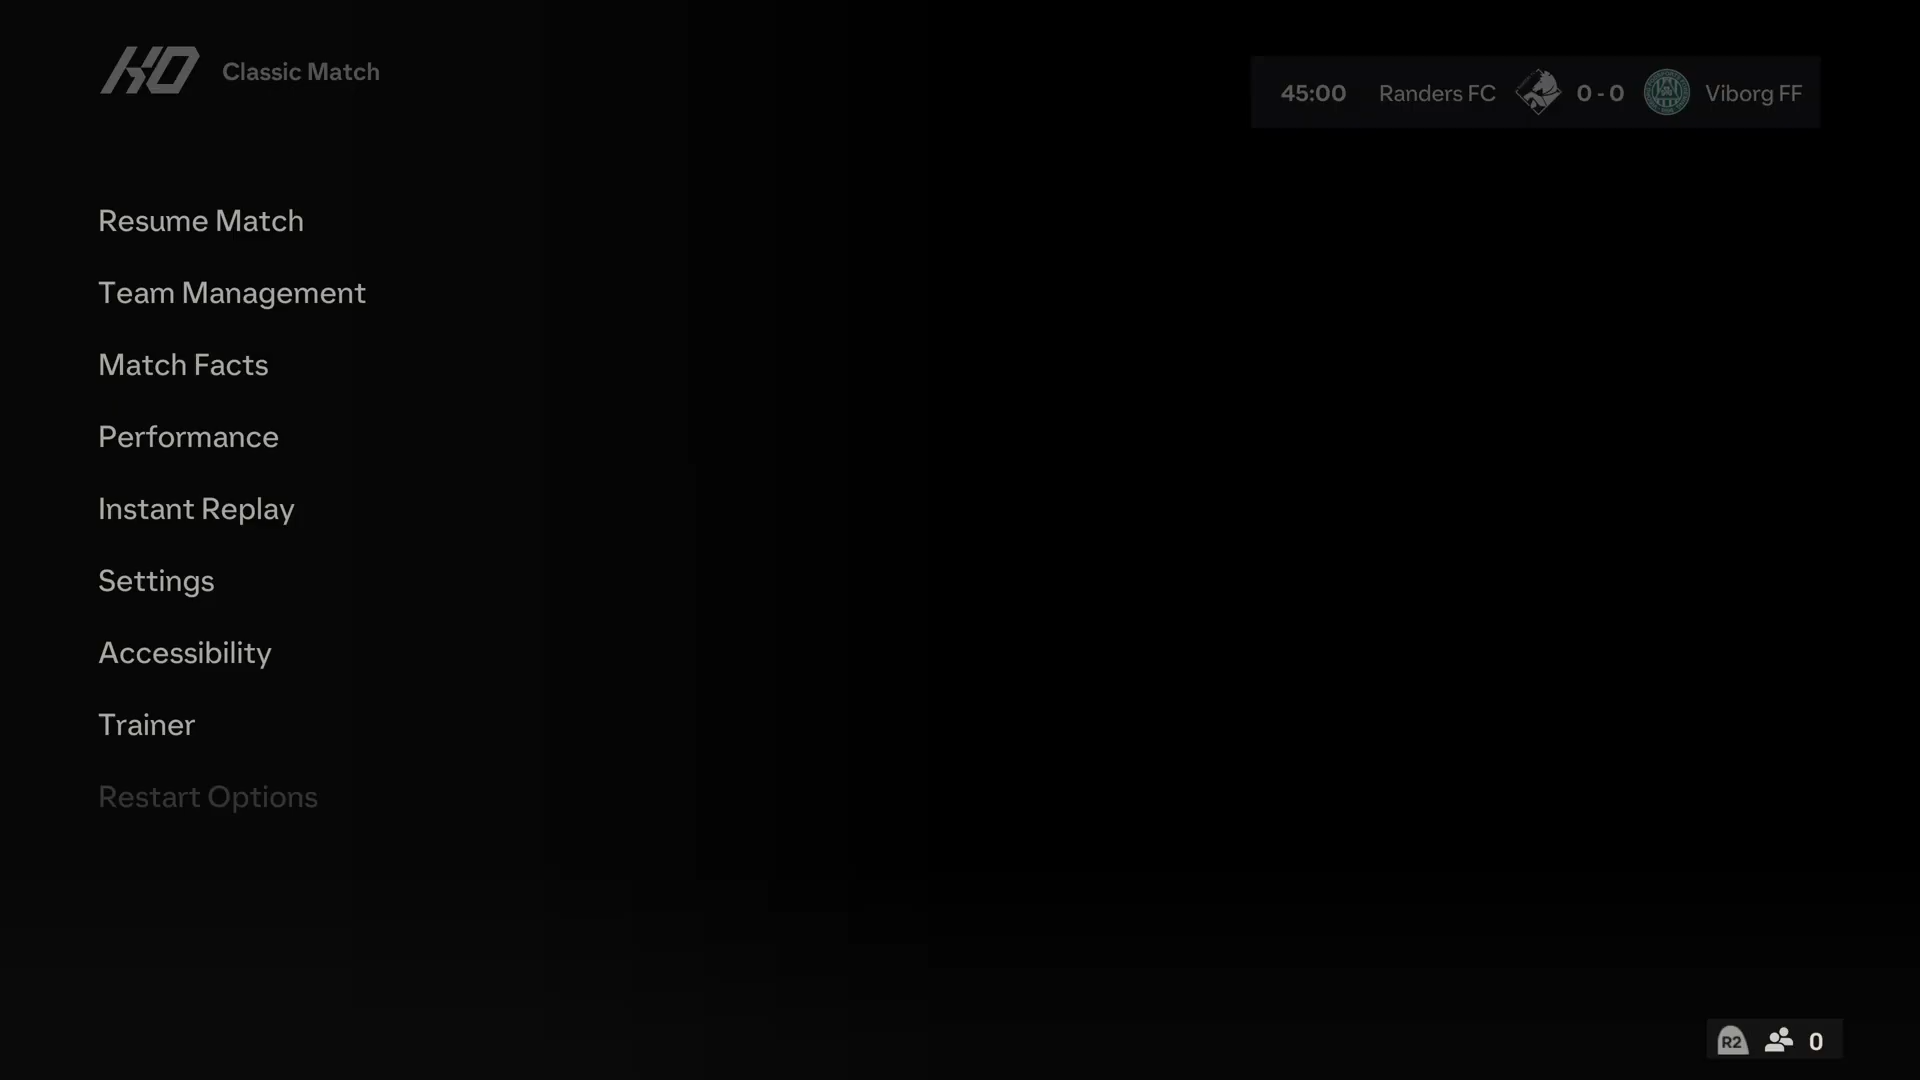 KO Classic Match
45:00 Randers FC 0 - 0 Viborg FF
Resume Match
Team Management
Match Facts
Performance
Instant Replay
Settings
Accessibility
Trainer
Restart Options
R2 0